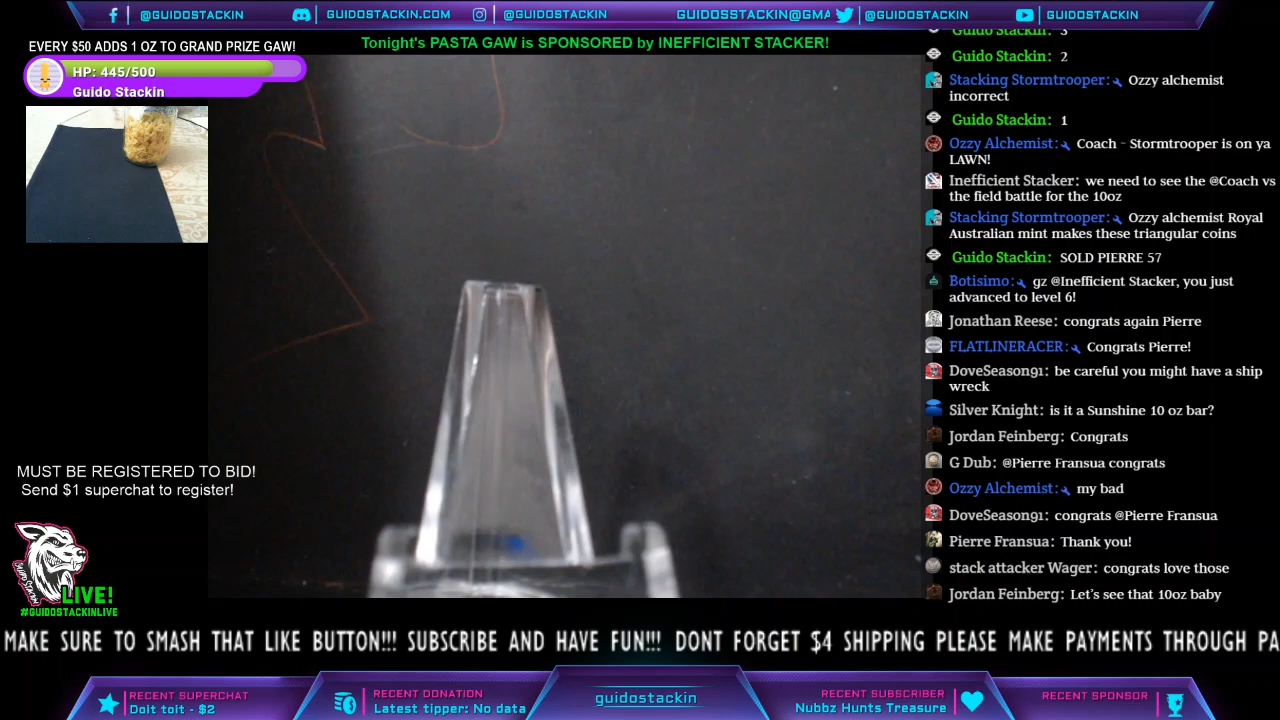 @GUIDOSTACKIN
GUIDOSTACKIN.COM
@GUIDOSTACKIN
GUIDOSSTACKIN@GMA
@GUIDOSTACKIN
GUIDOSTACKIN
EVERY $50 ADDS 1 OZ TO GRAND PRIZE GAW!
Tonight's PASTA GAW is SPONSORED by INEFFICIENT STACKER!
HP: 445/500
Guido Stackin
Guido Stackin: 3
Guido Stackin: 2
Stacking Stormtrooper: Ozzy alchemist
incorrect
Guido Stackin: 1
Ozzy Alchemist: Coach - Stormtrooper is on ya
LAWN!
Inefficient Stacker: we need to see the @Coach vs
the field battle for the 10oz
Stacking Stormtrooper: Ozzy alchemist Royal
Australian mint makes these triangular coins
Guido Stackin: SOLD PIERRE 57
Botisimo: gz @Inefficient Stacker, you just
advanced to level 6!
Jonathan Reese: congrats again Pierre
FLATLINERACER: Congrats Pierre!
DoveSeason91: be careful you might have a ship
wreck
Silver Knight: is it a Sunshine 10 oz bar?
Jordan Feinberg: Congrats
G Dub: @Pierre Fransua congrats
Ozzy Alchemist: my bad
DoveSeason91: congrats @Pierre Fransua
Pierre Fransua: Thank you!
stack attacker Wager: congrats love those
Jordan Feinberg: Let's see that 10oz baby
MUST BE REGISTERED TO BID!
Send $1 superchat to register!
LIVE!
#GUIDOSTACKINLIVE
MAKE SURE TO SMASH THAT LIKE BUTTON!!! SUBSCRIBE AND HAVE FUN!!! DONT FORGET $4 SHIPPING PLEASE MAKE PAYMENTS THROUGH PA
RECENT SUPERCHAT
Doit toit - $2
RECENT DONATION
Latest tipper: No data
guidostackin
RECENT SUBSCRIBER
Nubbz Hunts Treasure
RECENT SPONSOR